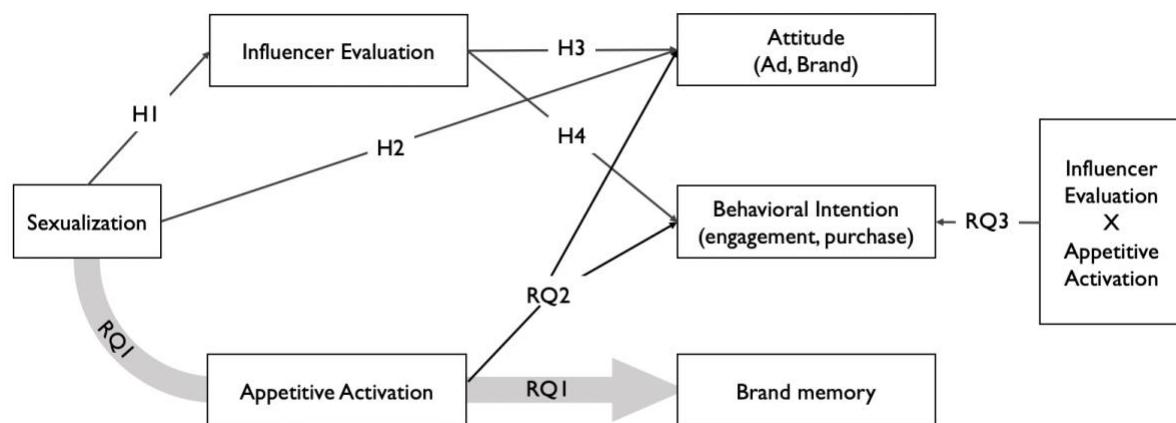 Influencer Evaluation
H3
Attitude
(Ad, Brand)
H1
H2
H4
Sexualization
Behavioral Intention
(engagement, purchase)
RQ3
Influencer
Evaluation
X
Appetitive
Activation
RQ2
RQ1
Appetitive Activation
RQ1
Brand memory